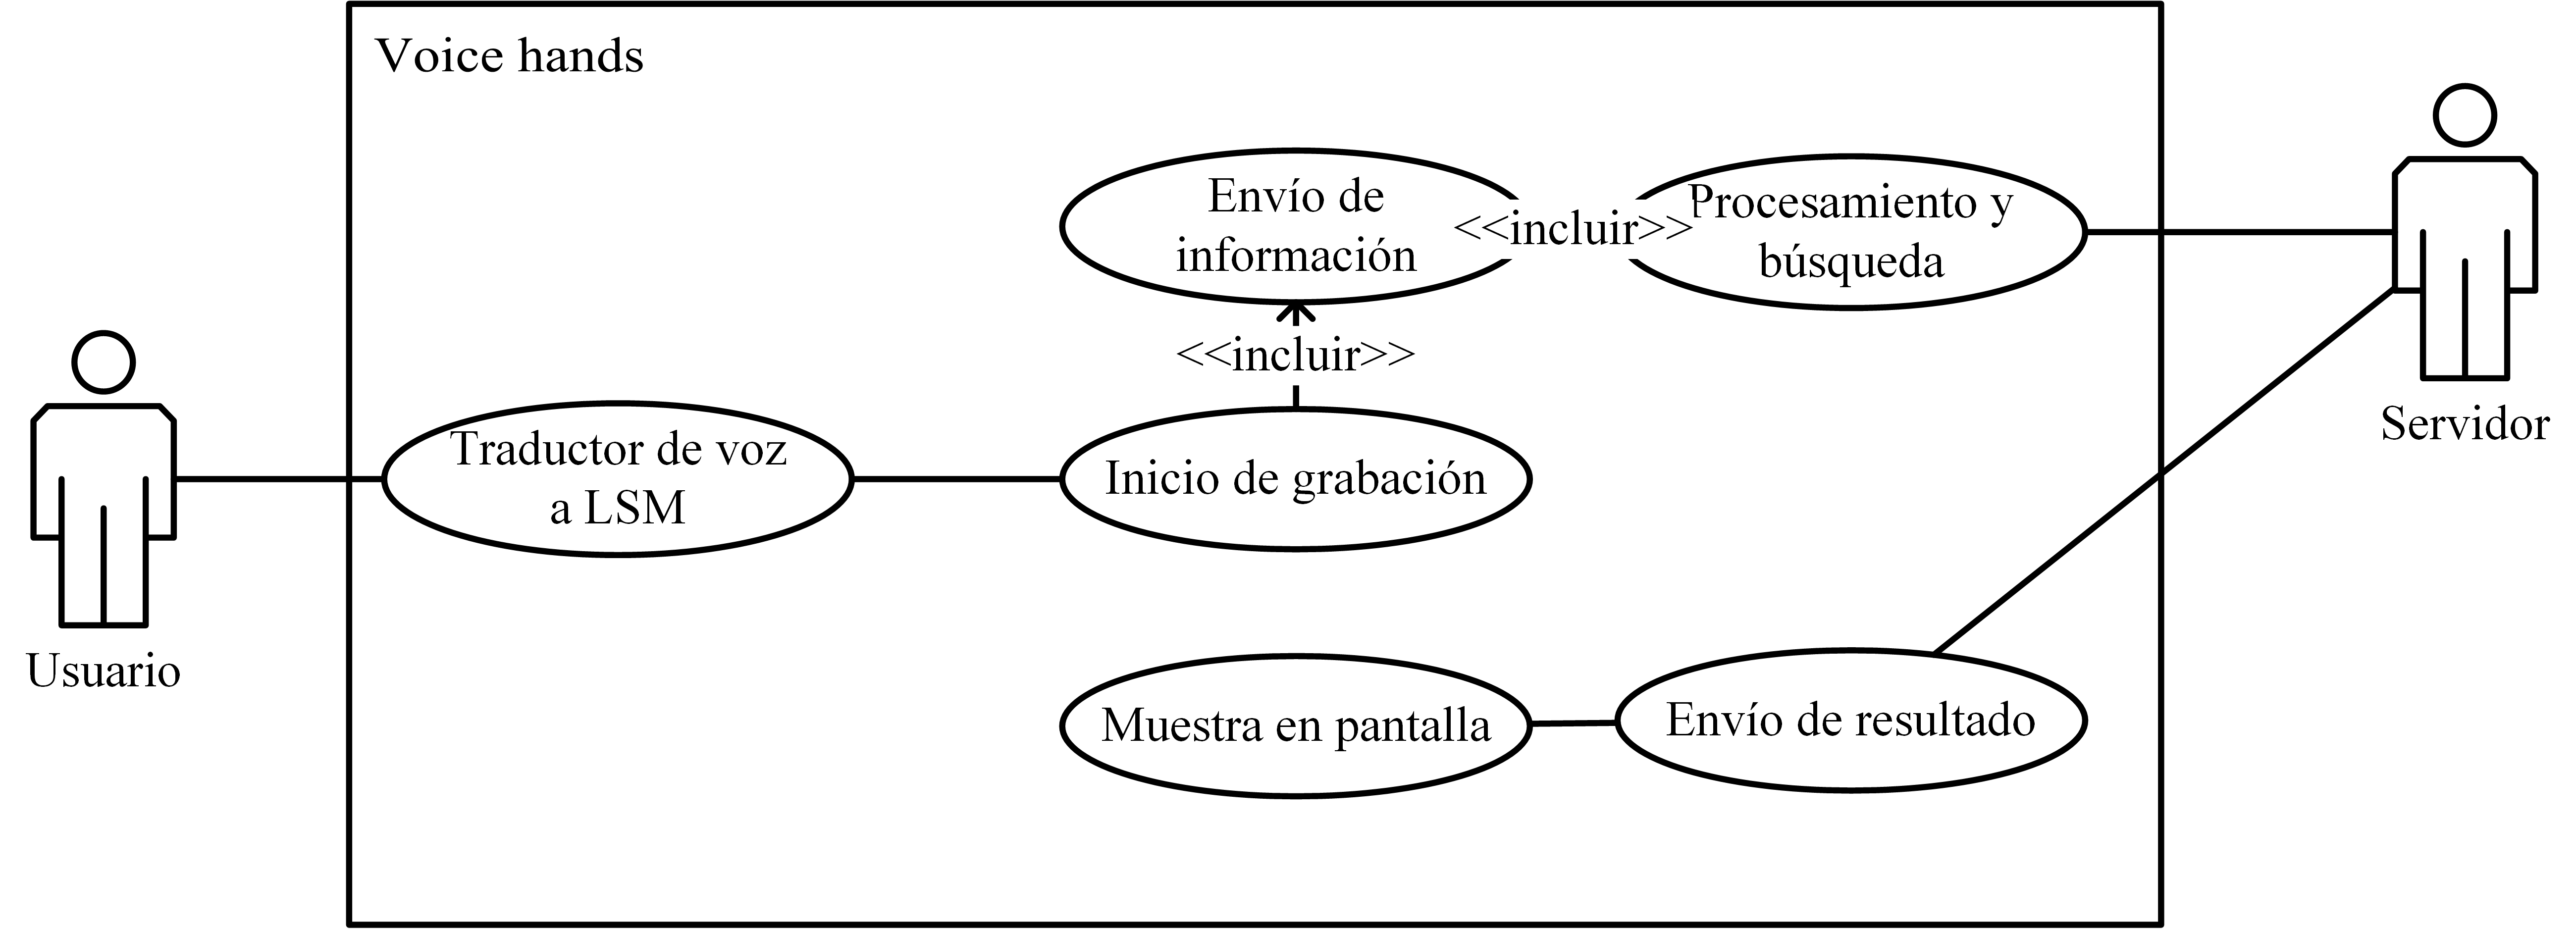 Voice hands
Envío de
información
<<incluir>>
Procesamiento y
búsqueda
<<incluir>>
Servidor
Traductor de voz
a LSM
Inicio de grabación
Usuario
Muestra en pantalla
Envío de resultado